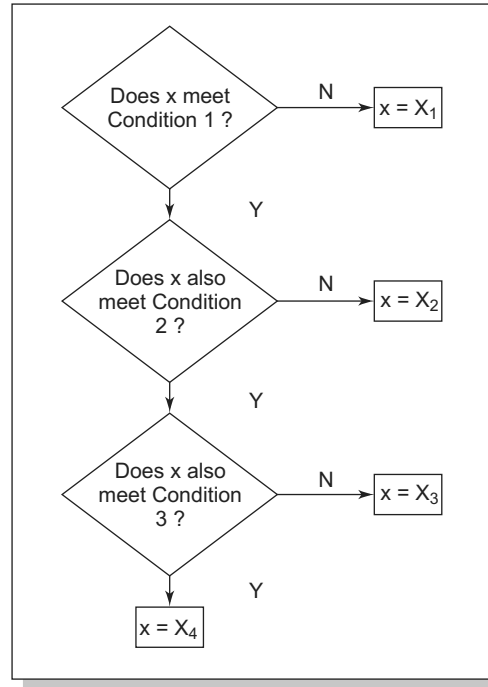 Does x meet
Condition 1 ?
N
x = X₁
Y
Does x also
meet Condition
2 ?
N
x = X₂
Y
Does x also
meet Condition
3 ?
N
x = X₃
Y
x = X₄